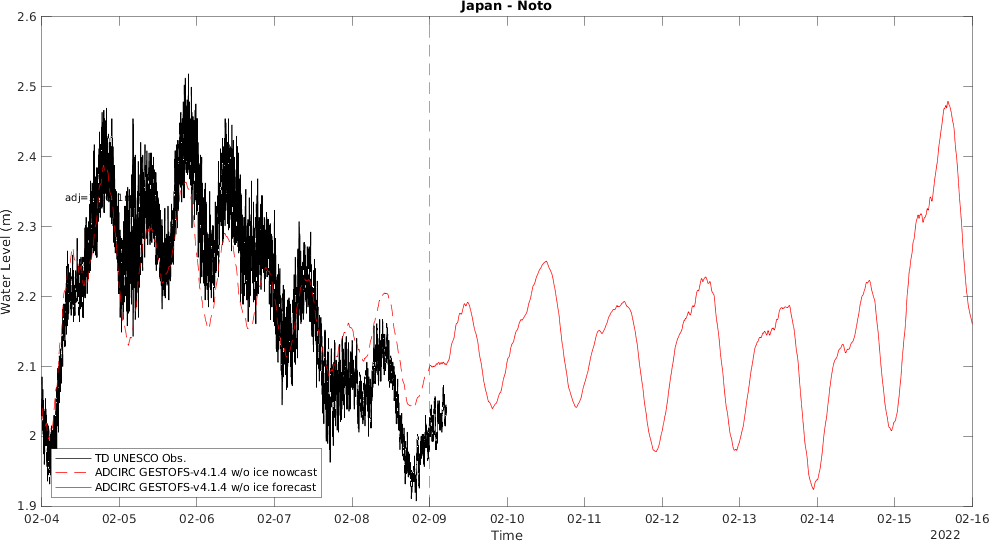 Japan - Noto
2.6
2.5
2.4
2.3
2.2
2.1
2
1.9
Water Level (m)
adj=
TD UNESCO Obs.
ADCIRC GESTOFS-v4.1.4 w/o ice nowcast
ADCIRC GESTOFS-v4.1.4 w/o ice forecast
02-04 02-05 02-06 02-07 02-08 02-09 02-10 02-11 02-12 02-13 02-14 02-15 02-16
Time
2022